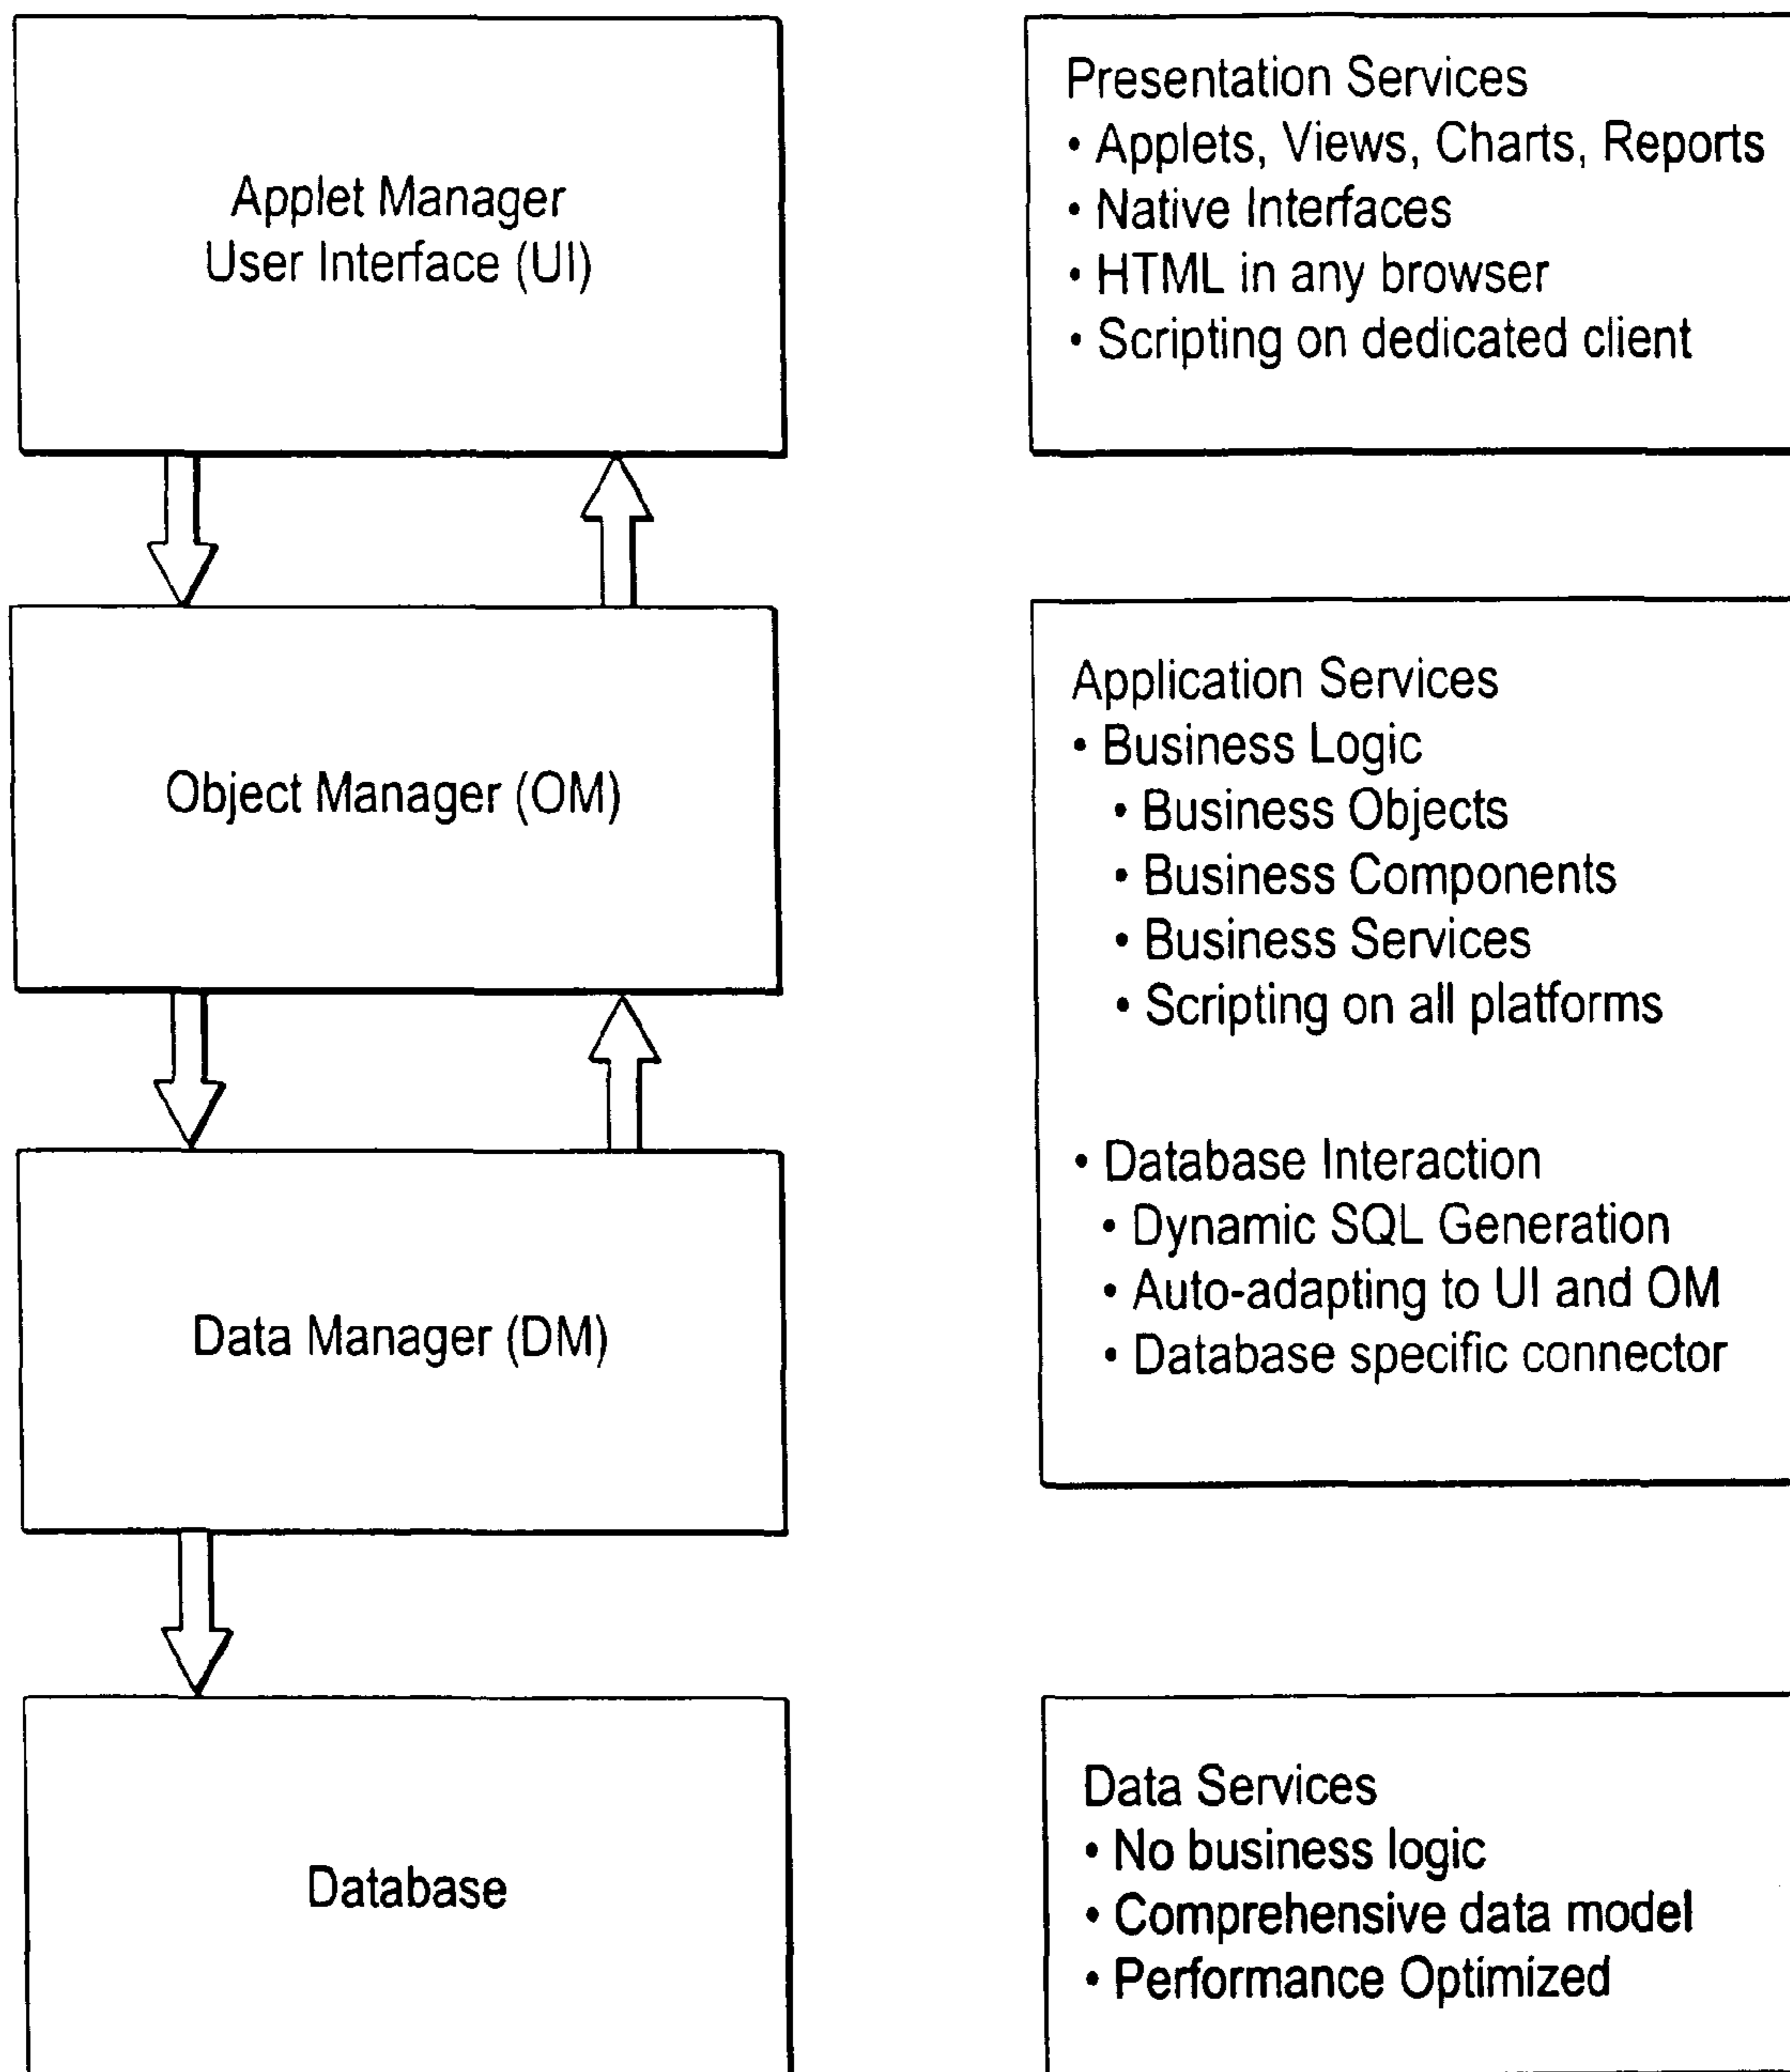 Applet Manager
User Interface (UI)
Presentation Services
• Applets, Views, Charts, Reports
• Native Interfaces
• HTML in any browser
• Scripting on dedicated client
Object Manager (OM)
Application Services
• Business Logic
• Business Objects
• Business Components
• Business Services
• Scripting on all platforms
• Database Interaction
• Dynamic SQL Generation
• Auto-adapting to UI and OM
• Database specific connector
Data Manager (DM)
Database
Data Services
• No business logic
• Comprehensive data model
• Performance Optimized